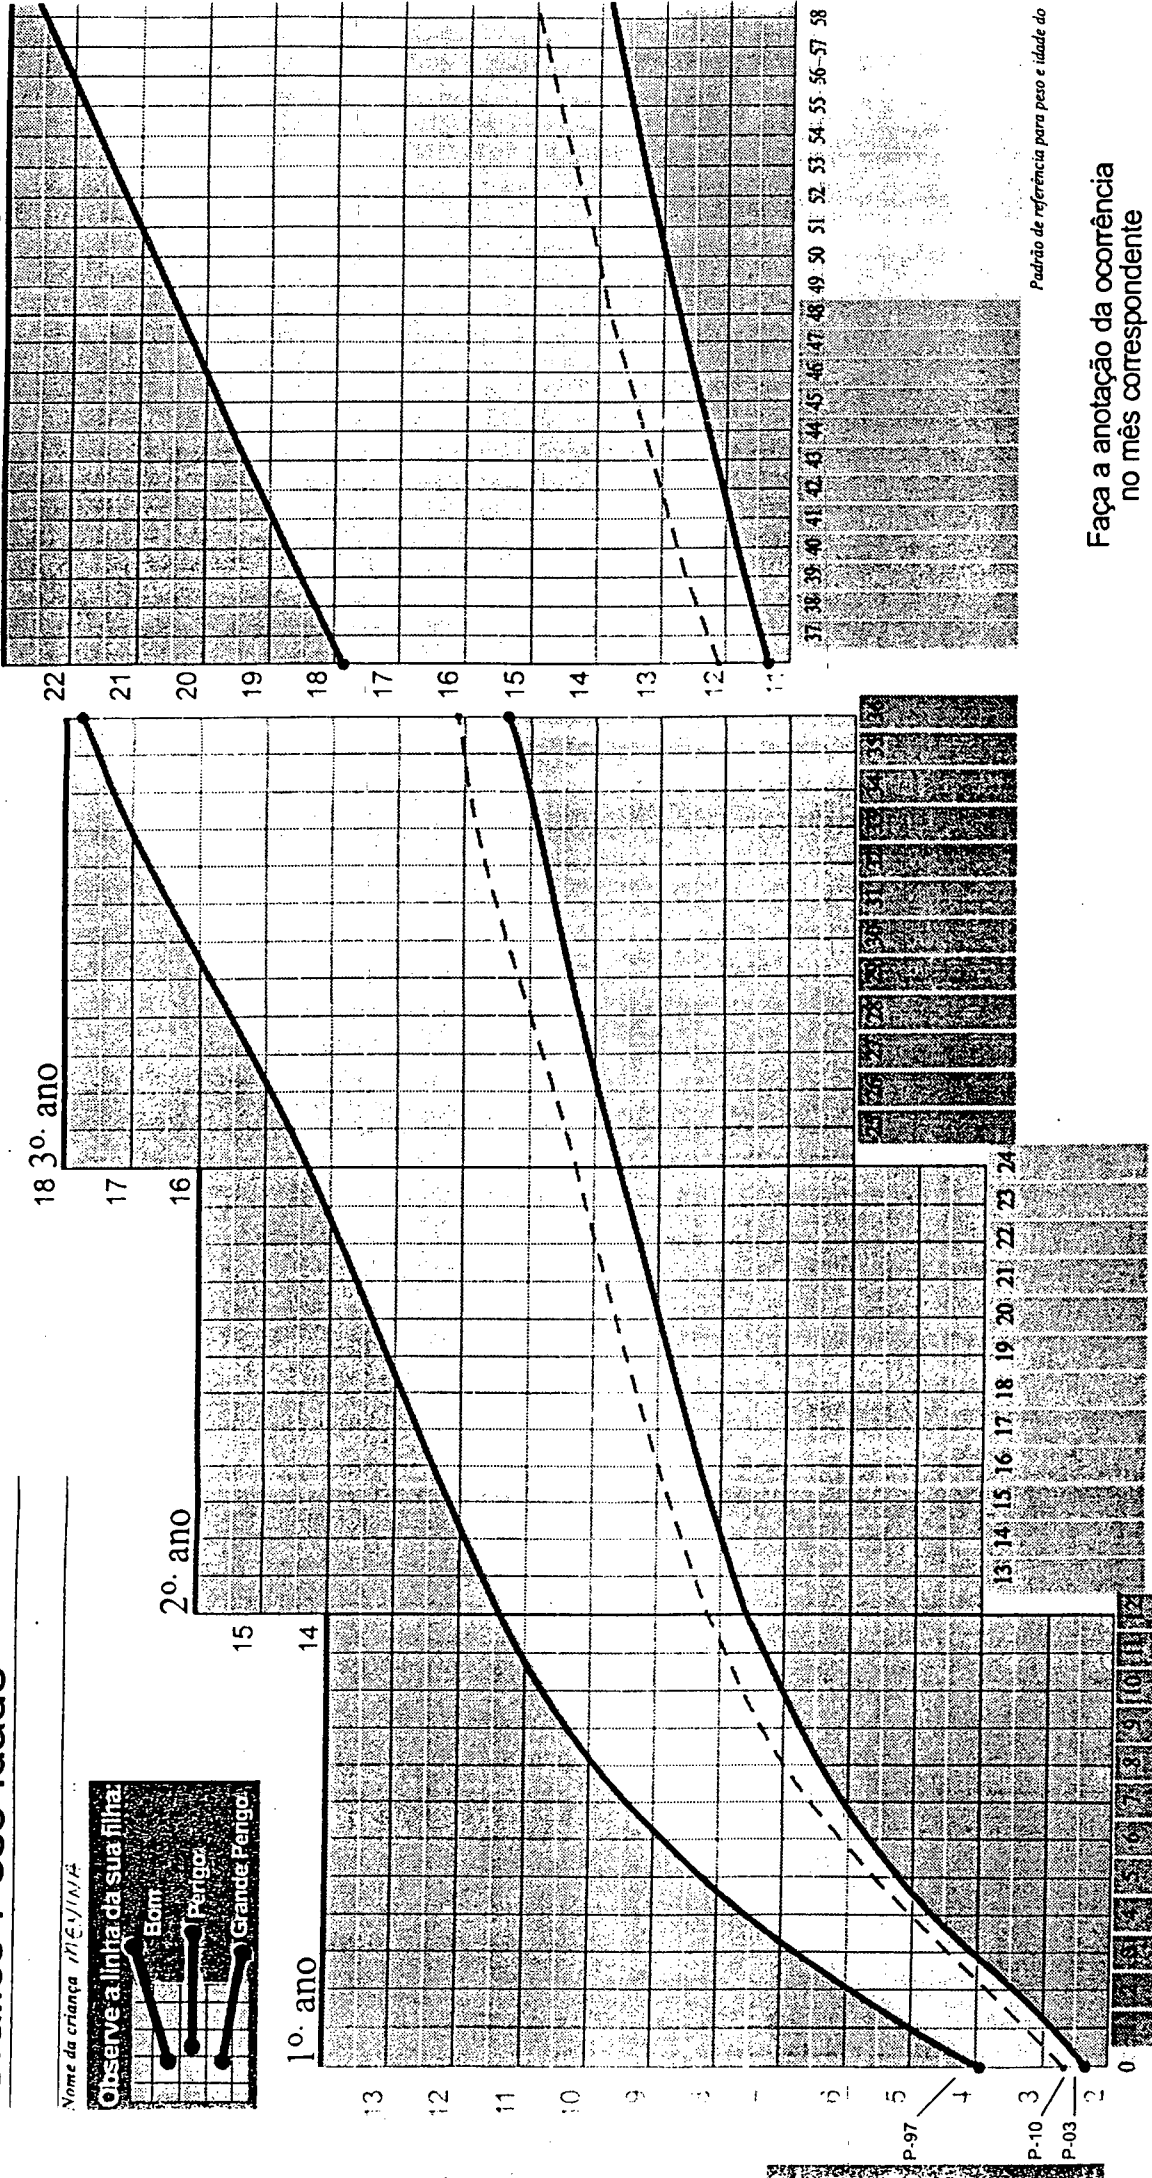 Nome da criança MENINA
Observe a linha da sua filha:
Bom
Perigo!
Grande Perigo!
1º. ano
2º. ano
3º. ano
13
12
11
10
9
8
7
6
5
4
3
2
15
14
18
17
16
22
21
20
19
18
17
16
15
14
13
12
11
P-97
P-10
P-03
0 1 2 3 4 5 6 7 8 9 10 11 12
13 14 15 16 17 18 19 20 21 22 23 24
25 26 27 28 29 30 31 32 33 34 35 36
37 38 39 40 41 42 43 44 45 46 47 48 49 50 51 52 53 54 55 56 57 58
Padrão de referência para peso e idade do
Faça a anotação da ocorrência
no mês correspondente